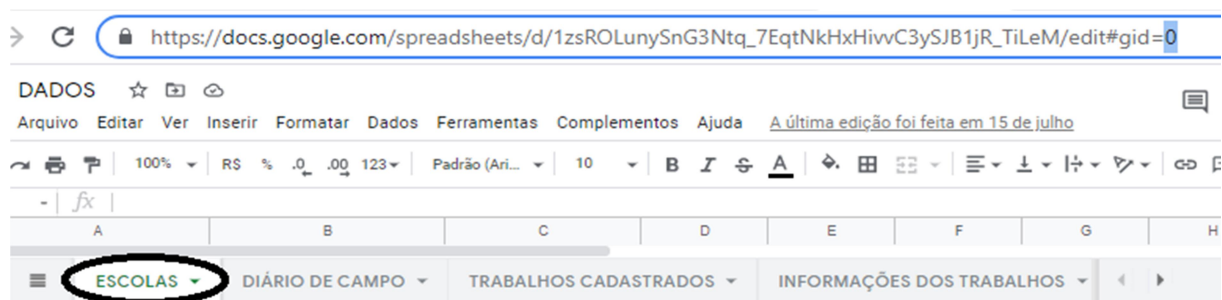 https://docs.google.com/spreadsheets/d/1zsROLunySnG3Ntq_7EqtNkHxHivvC3ySJB1jR_TiLeM/edit#gid=0
DADOS
Arquivo Editar Ver Inserir Formatar Dados Ferramentas Complementos Ajuda A última edição foi feita em 15 de julho
100% R$ % .0 .00 123 Padrão (Ari... 10 B I S A
fx
A B C D E F G H
ESCOLAS DIÁRIO DE CAMPO TRABALHOS CADASTRADOS INFORMAÇÕES DOS TRABALHOS